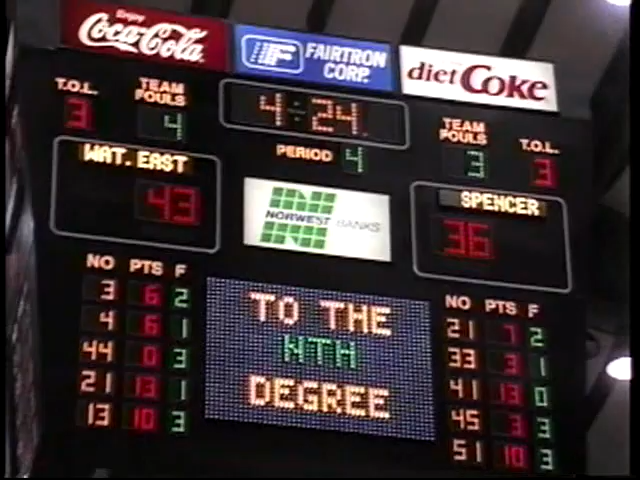 Enjoy
Coca-Cola
FAIRTRON
CORP.
diet Coke
T.O.L.
TEAM
FOULS
3
4
4:24
PERIOD 4
TEAM
FOULS
T.O.L.
3
3
WAT. EAST
43
NORWEST BANKS
SPENCER
36
NO PTS F
3 6 2
4 6 1
44 0 3
21 13 1
13 10 3
TO THE
NTH
DEGREE
NO PTS F
21 7 2
33 3 1
41 13 0
45 3 3
51 10 3